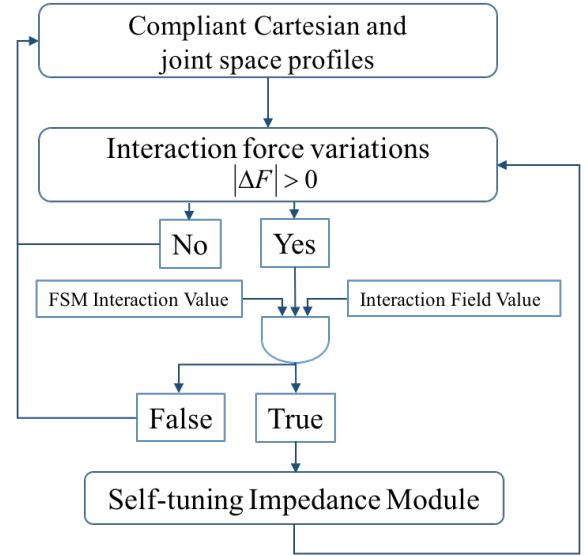 Compliant Cartesian and
joint space profiles
Interaction force variations
|ΔF| > 0
No
Yes
FSM Interaction Value
Interaction Field Value
False
True
Self-tuning Impedance Module